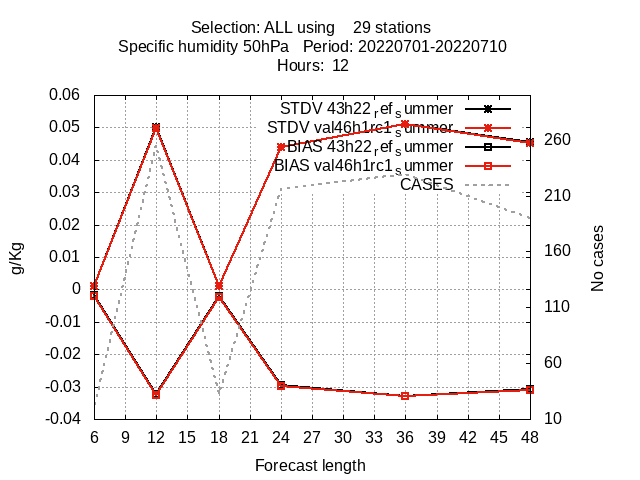 Selection: ALL using    29 stations
Specific humidity 50hPa   Period: 20220701-20220710
Hours:  12
0.06
0.05
0.04
0.03
0.02
0.01
0
-0.01
-0.02
-0.03
-0.04
g/Kg
STDV 43h22_ref_summer
STDV val46h1rc1_summer
BIAS 43h22_ref_summer
BIAS val46h1rc1_summer
CASES
260
210
160
110
60
10
No cases
6 9 12 15 18 21 24 27 30 33 36 39 42 45 48
Forecast length